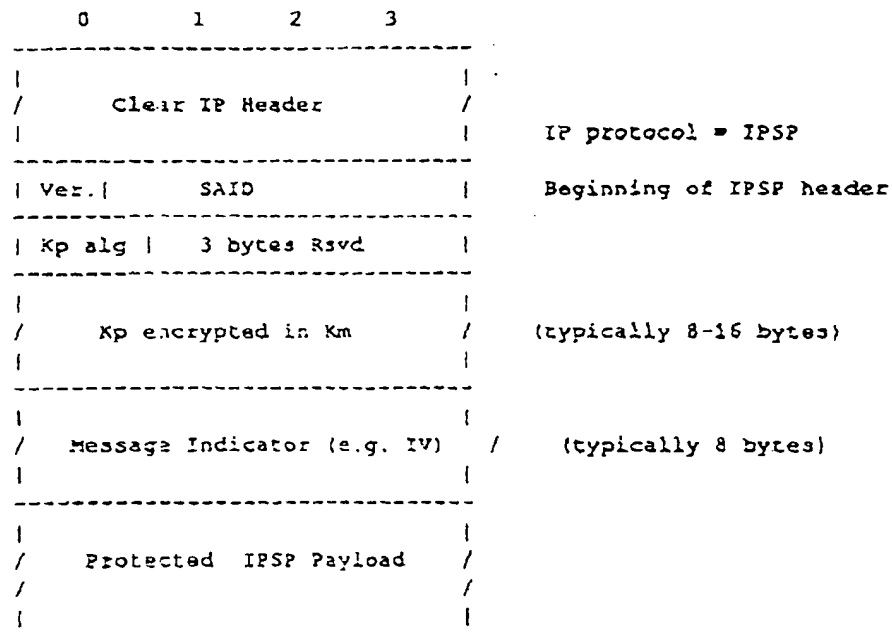 0 1 2 3
Clear IP Header
IP protocol = IPSP
| Ver.| SAID | Beginning of IPSP header
| Kp alg | 3 bytes Rsvd |
/ Kp encrypted in Km / (typically 8-16 bytes)
/ Message Indicator (e.g. IV) / (typically 8 bytes)
/ Protected IPSP Payload /